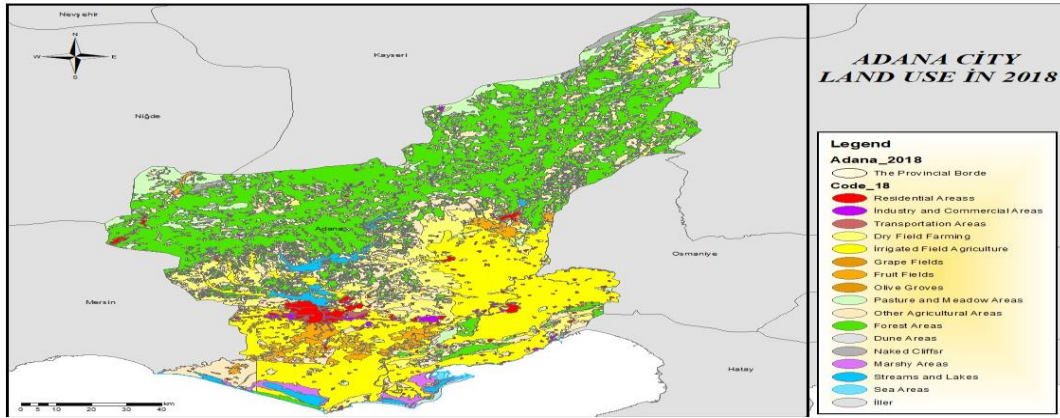 Nevşehir
N
W
E
S
Kayseri
Niğde
Adana
Osmaniye
Mersin
Hatay
0 5 10 20 30 40
km
ADANA CİTY
LAND USE İN 2018
Legend
Adana_2018
The Provincial Borde
Code_18
Residential Areass
İndustry and Commercial Areas
Transportation Areas
Dry Field Farming
İrrigated Field Agriculture
Grape Fields
Fruit Fields
Olive Groves
Pasture and Meadow Areas
Other Agricultural Areas
Forest Areas
Dune Areas
Naked Cliffsr
Marshy Areas
Streams and Lakes
Sea Areas
İller